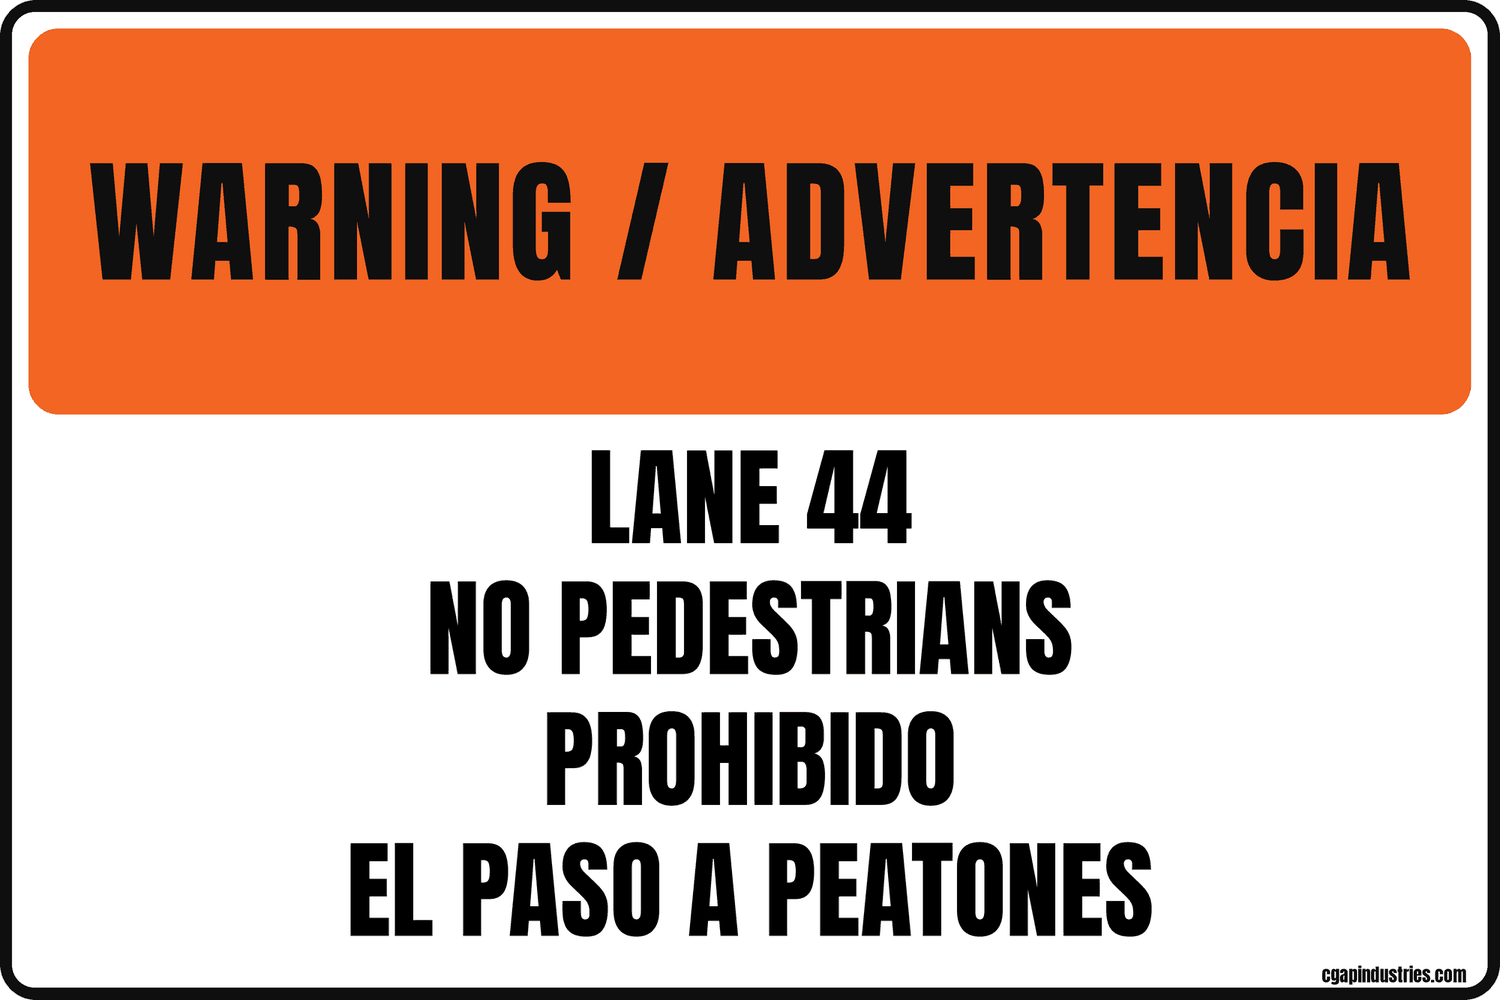 WARNING / ADVERTENCIA
LANE 44
NO PEDESTRIANS
PROHIBIDO
EL PASO A PEATONES
cgapindustries.com